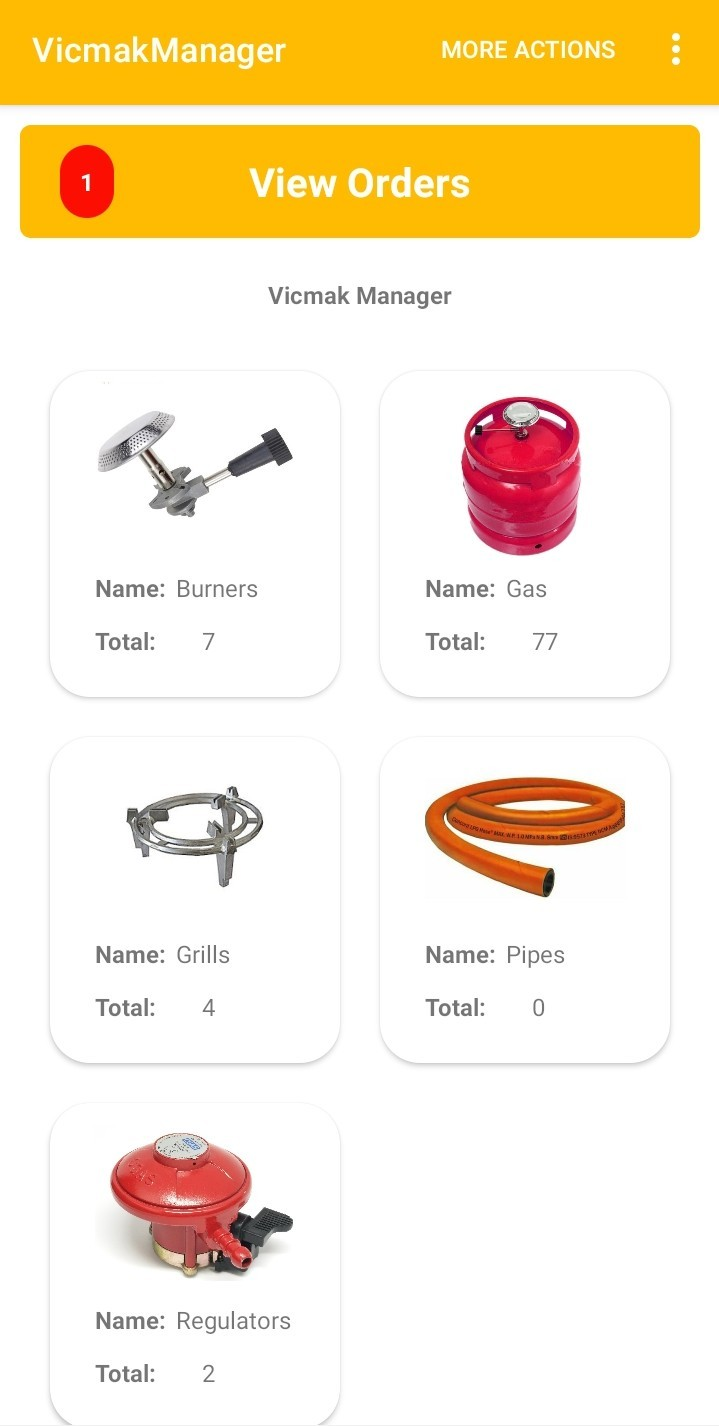 VicmakManager MORE ACTIONS
1 View Orders
Vicmak Manager
Name: Burners
Total: 7
Name: Gas
Total: 77
Name: Grills
Total: 4
Name: Pipes
Total: 0
Name: Regulators
Total: 2